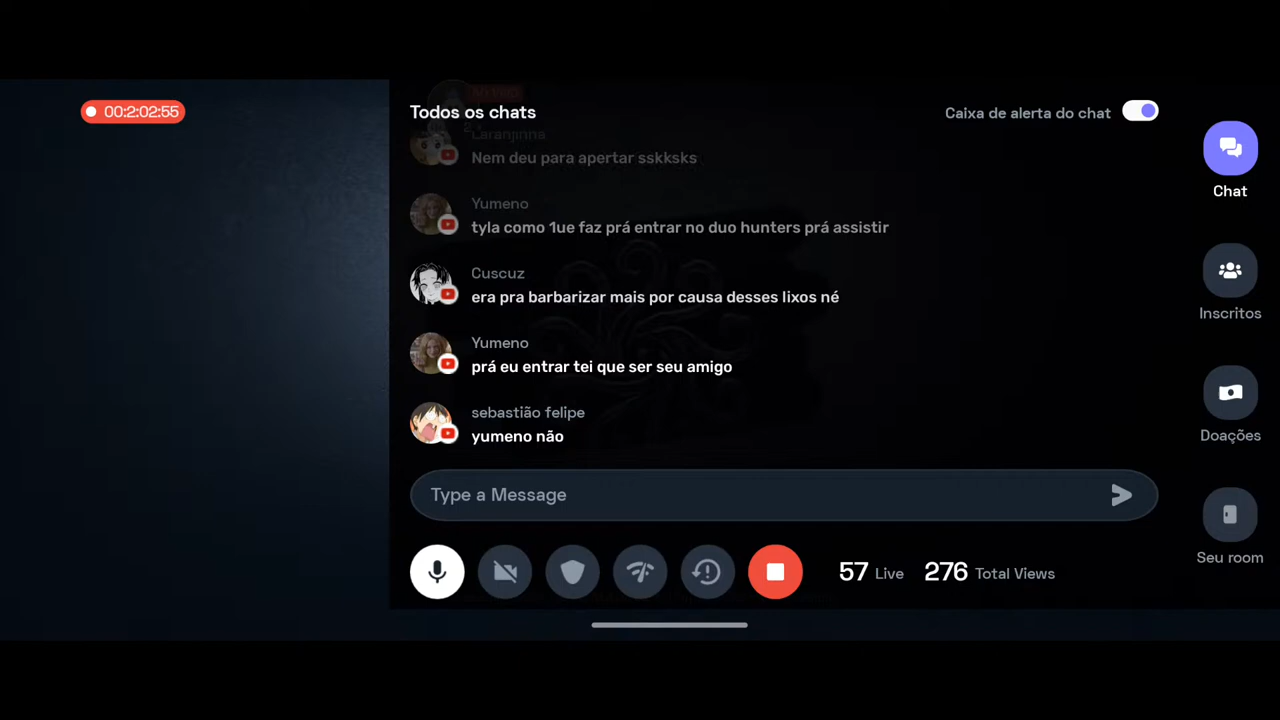 00:2:02:55
Todos os chats
Caixa de alerta do chat
Laranjinha
Nem deu para apertar sskksks
Yumeno
tyla como 1ue faz prá entrar no duo hunters prá assistir
Cuscuz
era pra barbarizar mais por causa desses lixos né
Yumeno
prá eu entrar tei que ser seu amigo
sebastião felipe
yumeno não
Type a Message
57 Live 276 Total Views
Chat
Inscritos
Doações
Seu room